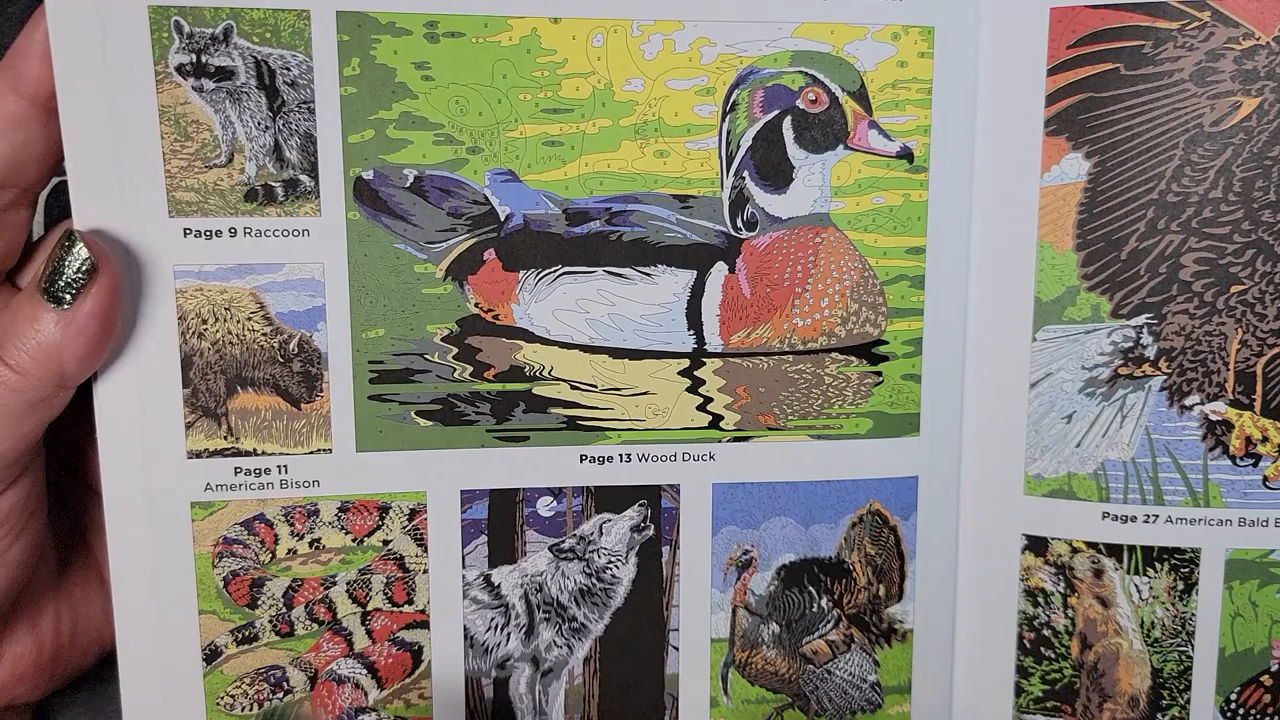 Page 9 Raccoon
Page 11
American Bison
Page 13 Wood Duck
Page 27 American Bald